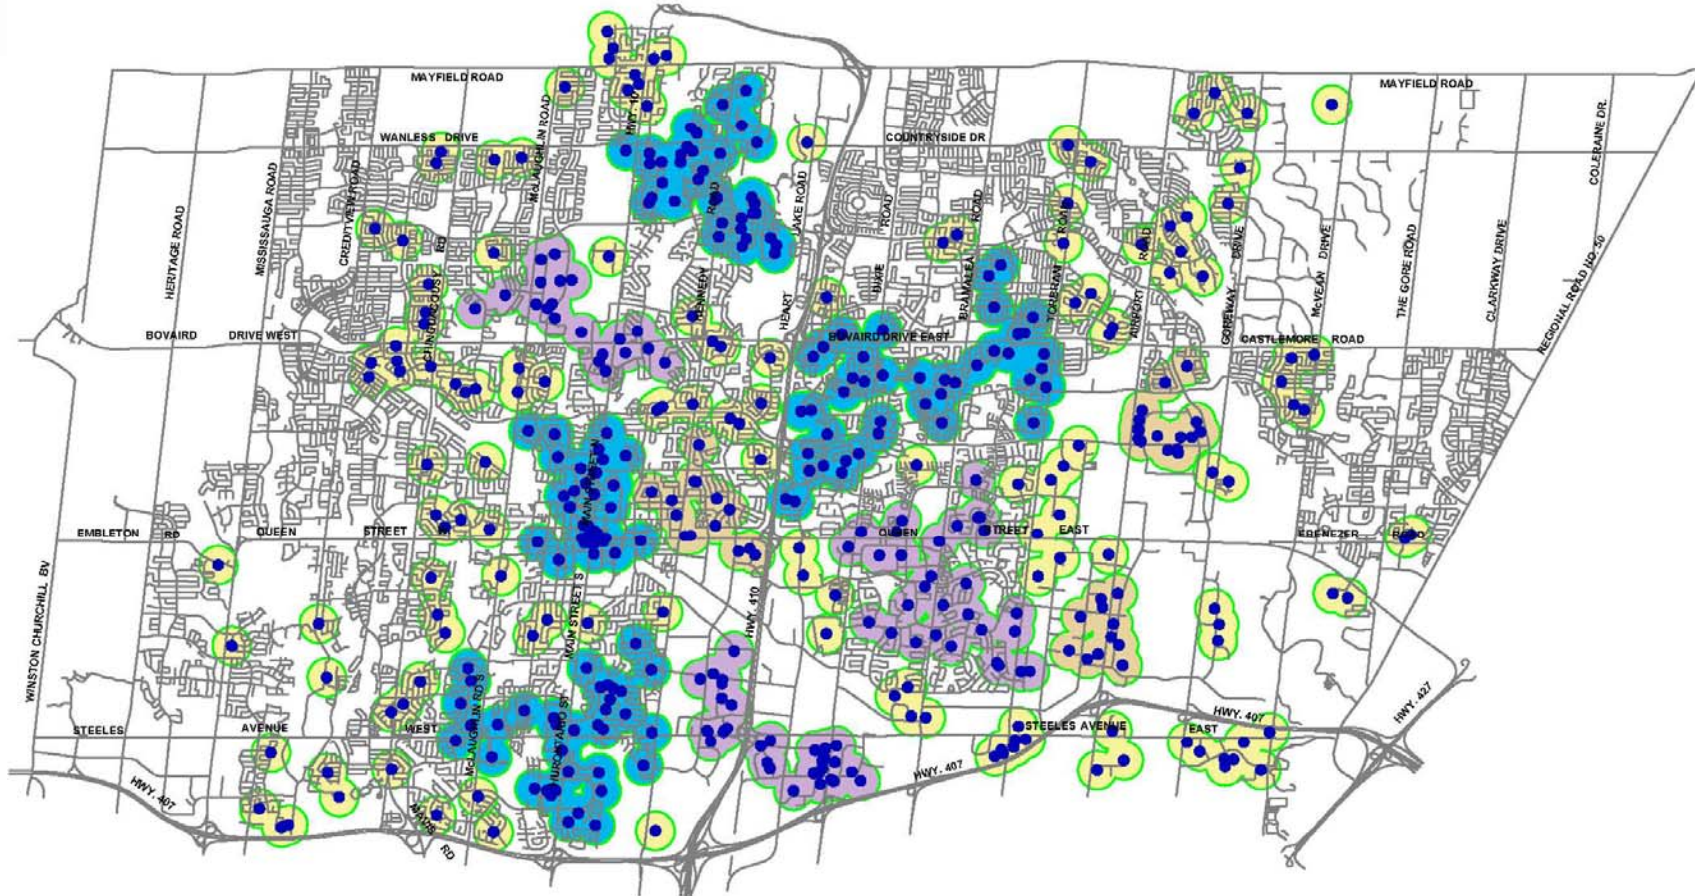 MAYFIELD ROAD
MAYFIELD ROAD
WANLESS DRIVE
COUNTRYSIDE DR
HWY. 10
McLAUGHLIN ROAD
COLERAINE DR.
HERITAGE ROAD
MISSISSAUGA ROAD
CREDITVIEW ROAD
CHINGUACOUSY RD
ROAD
KENNEDY
LAKE ROAD
HEART
ROAD
DIXIE
ROAD
BRAMALEA
ROAD
TORBRAM
ROAD
AIRPORT
DRIVE
GOREWAY
McVEAN DRIVE
THE GORE ROAD
CLARKWAY DRIVE
REGIONAL ROAD NO. 50
BOVAIRD DRIVE WEST
BOVAIRD DRIVE EAST
CASTLEMORE ROAD
MAIN STREET N
EMBLETON RD
QUEEN STREET W
QUEEN STREET EAST
EBENEZER ROAD
WINSTON CHURCHILL BV
MAIN STREET S
HWY. 410
McLAUGHLIN RD S
HURONTARIO ST
STEELES AVENUE WEST
STEELES AVENUE EAST
HWY. 407
HWY. 427
HWY. 407
HWY. 407
MAVIS RD